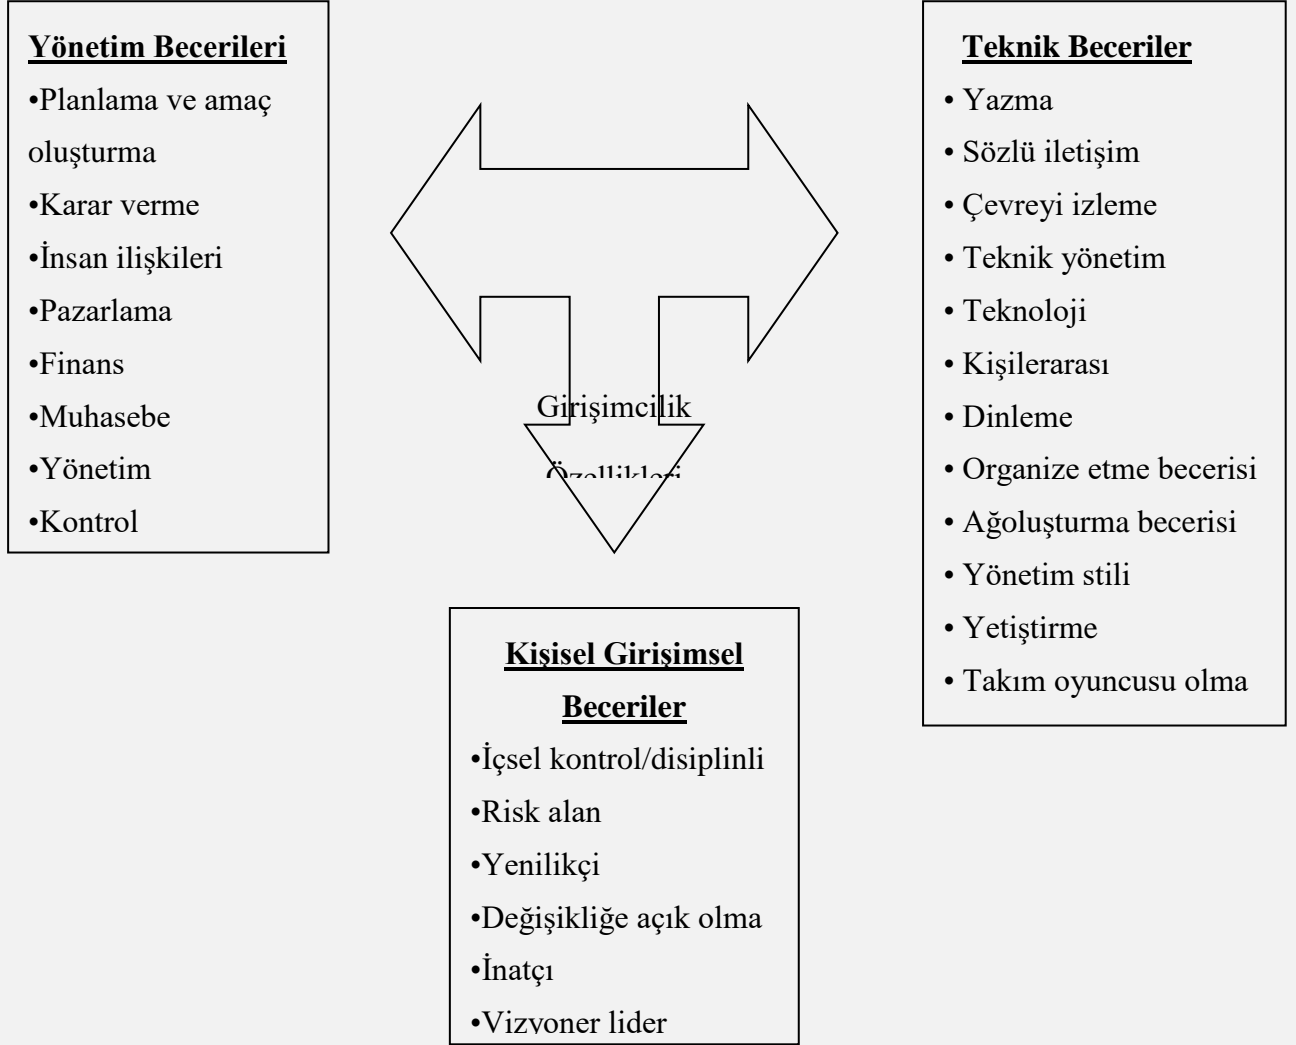 Yönetim Becerileri
•Planlama ve amaç
oluşturma
•Karar verme
•İnsan ilişkileri
•Pazarlama
•Finans
•Muhasebe
•Yönetim
•Kontrol
Girişimcilik
Özellikleri
Teknik Beceriler
• Yazma
• Sözlü iletişim
• Çevreyi izleme
• Teknik yönetim
• Teknoloji
• Kişilerarası
• Dinleme
• Organize etme becerisi
• Ağoluşturma becerisi
• Yönetim stili
• Yetiştirme
• Takım oyuncusu olma
Kişisel Girişimsel
Beceriler
•İçsel kontrol/disiplinli
•Risk alan
•Yenilikçi
•Değişikliğe açık olma
•İnatçı
•Vizyoner lider